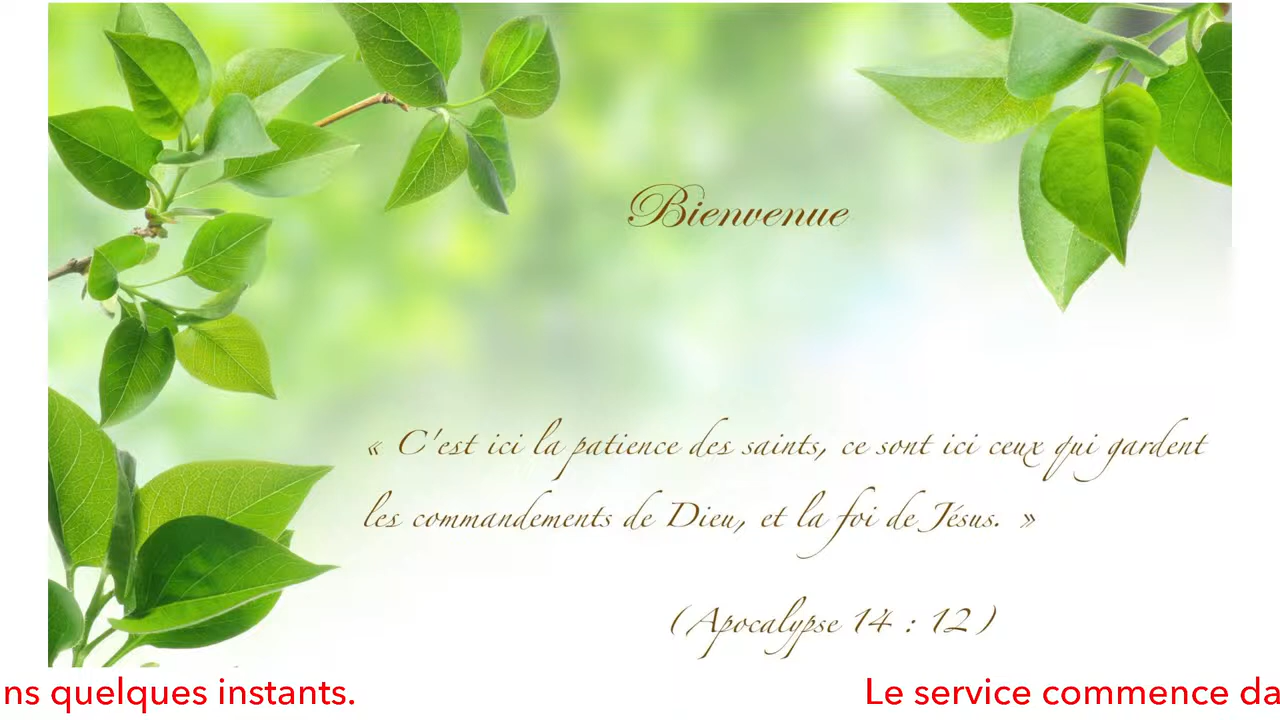 Bienvenue
« C'est ici la patience des saints, ce sont ici ceux qui gardent
les commandements de Dieu, et la foi de Jésus. »
(Apocalypse 14 : 12)
ns quelques instants. Le service commence da